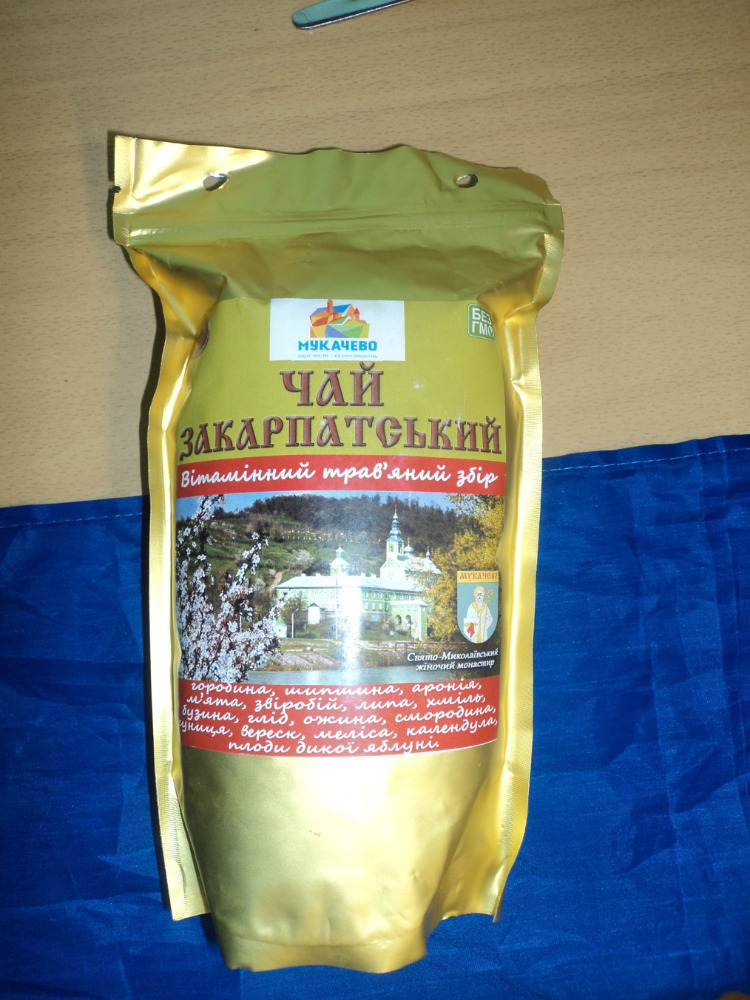 МУКАЧЕВО
БЕЗ
ГМО
ЧАЙ
ЗАКАРПАТСЬКИЙ
Вітамінний трав'яний збір
МУКАЧЕВО
Свято-Миколаївський
жіночий монастир
горобина, шипшина, аронія,
м'ята, звіробій, липа, хміль,
бузина, глід, ожина, смородина,
суниця, вереск, меліса, календула,
плоди дикої яблуні.